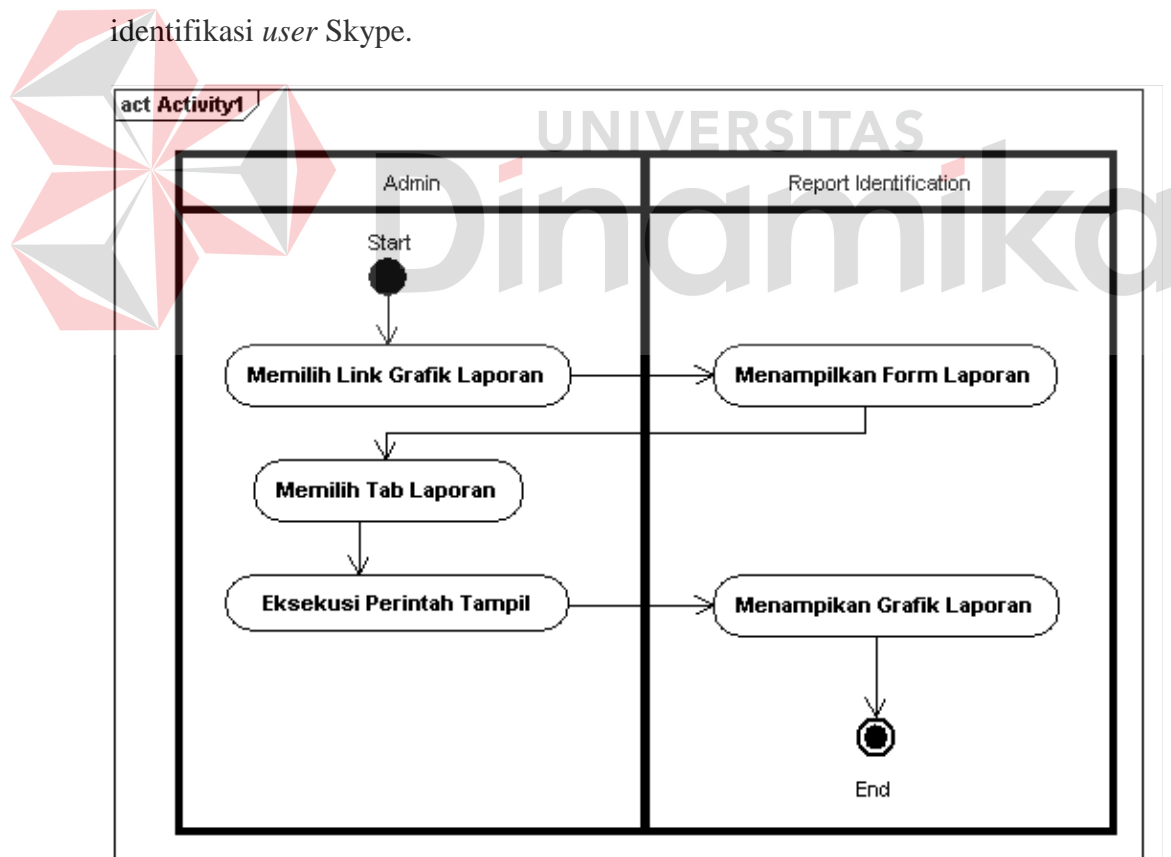 identifikasi user Skype.
act Activity1
UNIVERSITAS
Dinamika
Admin
Report Identification
Start
Memilih Link Grafik Laporan
Menampilkan Form Laporan
Memilih Tab Laporan
Eksekusi Perintah Tampil
Menampikan Grafik Laporan
End